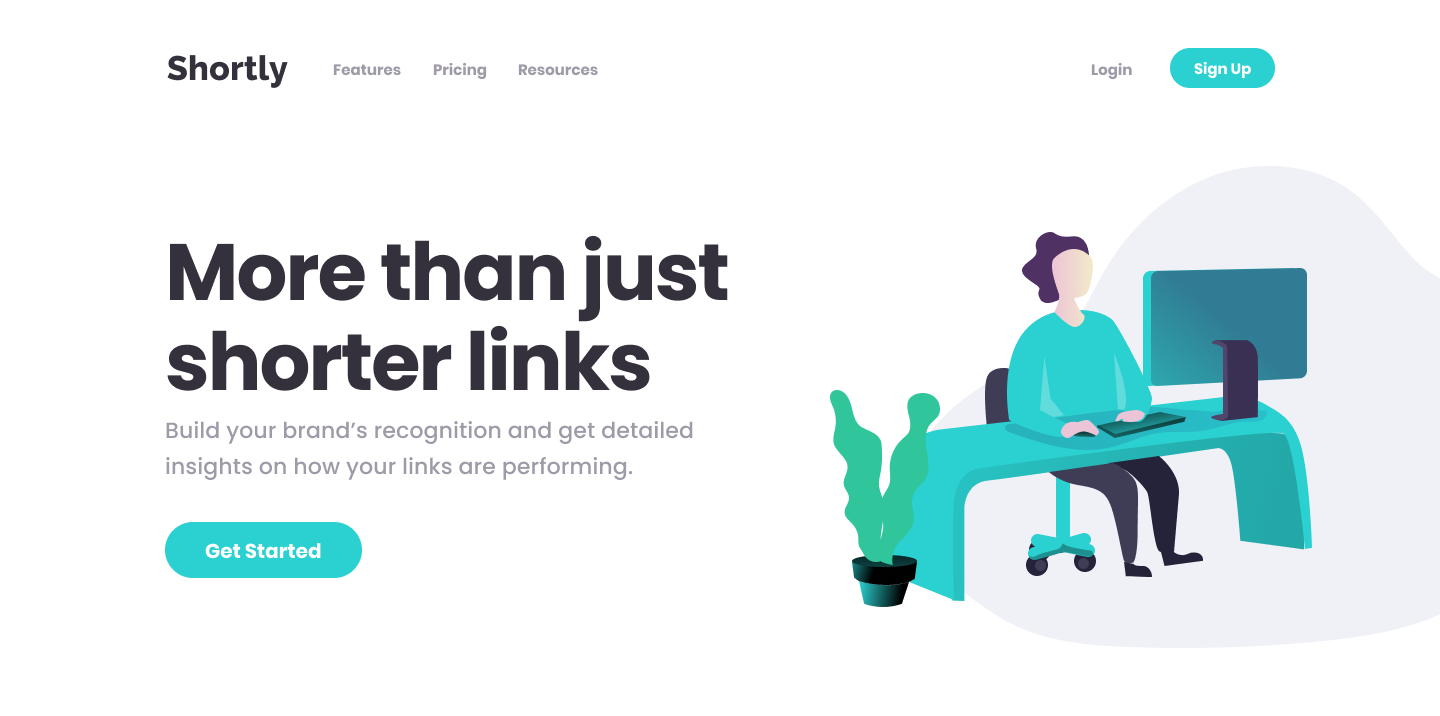 Shortly Features Pricing Resources Login Sign Up
More than just
shorter links
Build your brand’s recognition and get detailed
insights on how your links are performing.
Get Started